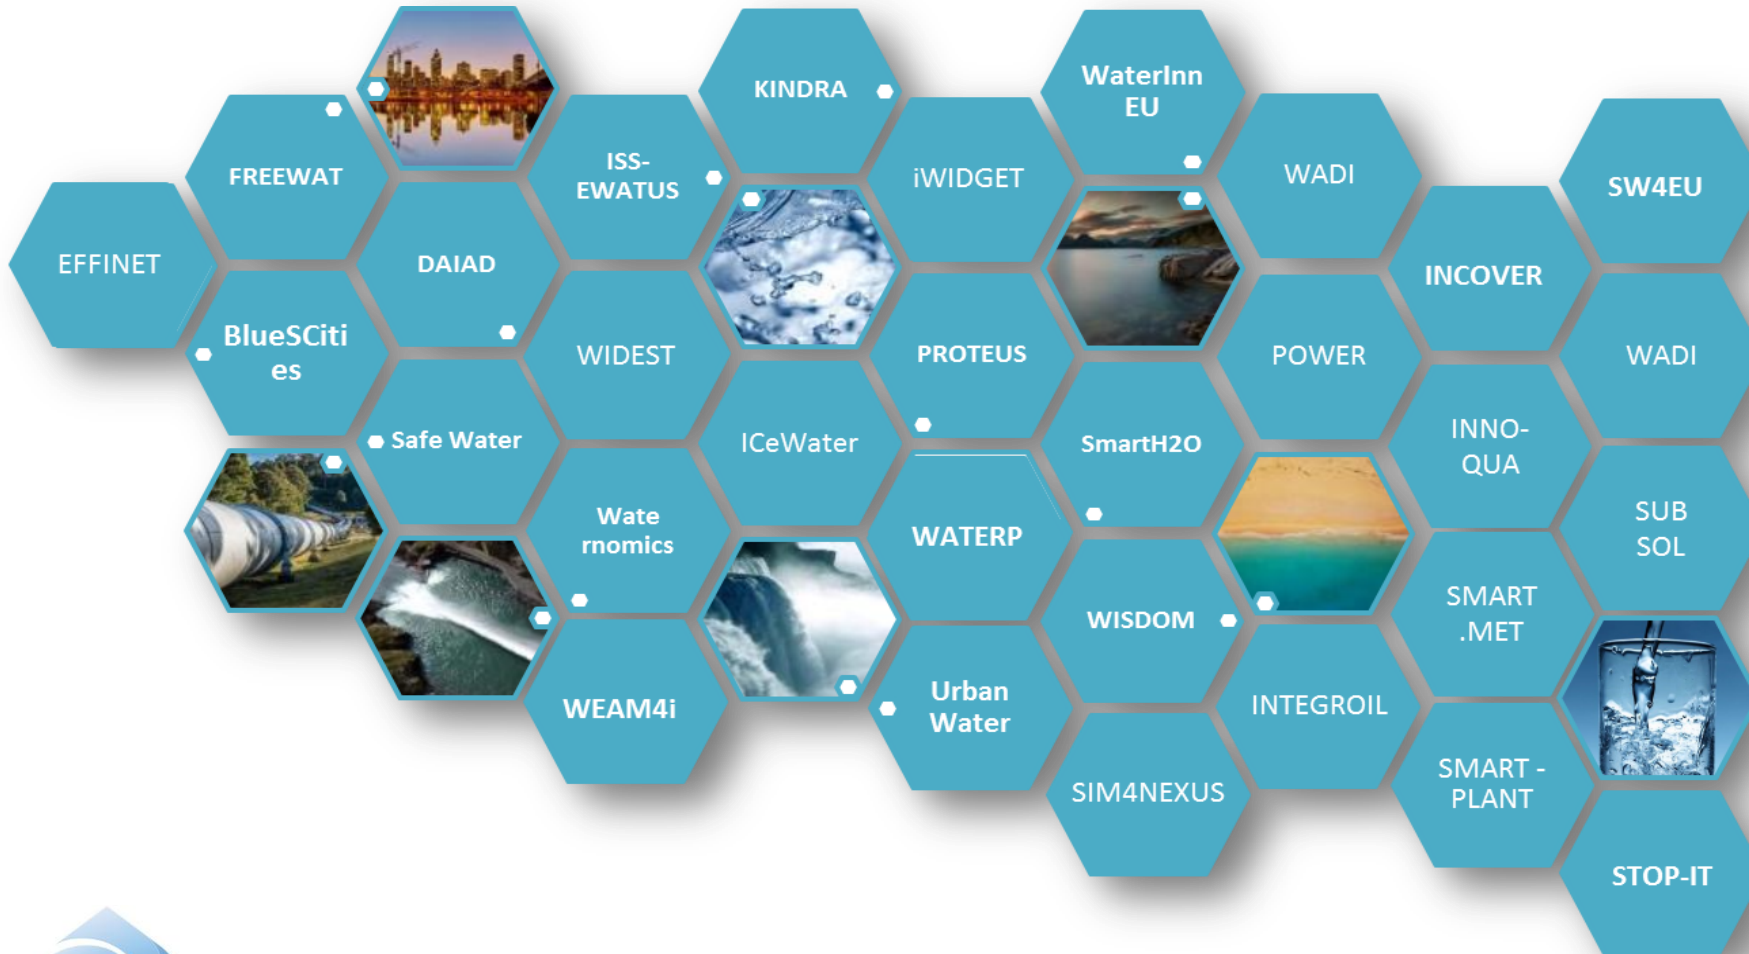 EFFINET
FREEWAT
BlueSCiti
es
DAIAD
Safe Water
ISS-
EWATUS
WIDEST
Wate
rnomics
WEAM4i
KINDRA
ICeWater
iWIDGET
PROTEUS
WATERP
Urban
Water
WaterInn
EU
SmartH2O
WISDOM
SIM4NEXUS
WADI
POWER
INTEGROIL
INCOVER
INNO-
QUA
SMART
.MET
SMART -
PLANT
SW4EU
WADI
SUB
SOL
STOP-IT